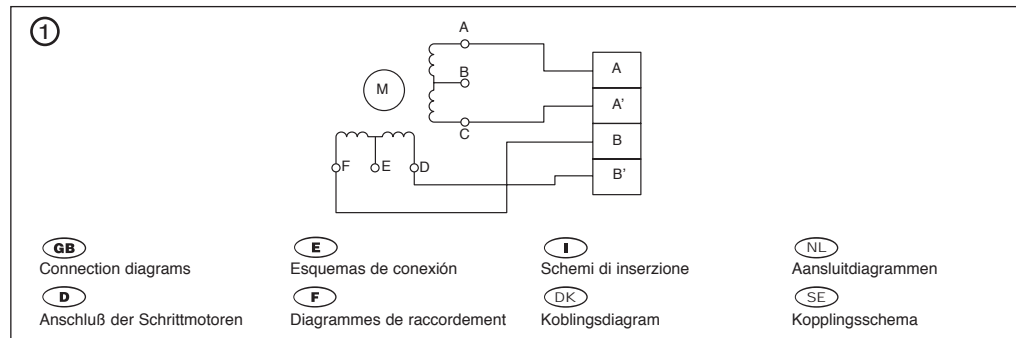 1
A
B
C
M
F
E
D
A
A'
B
B'
GB
Connection diagrams
E
Esquemas de conexión
I
Schemi di inserzione
NL
Aansluitdiagrammen
D
Anschluß der Schrittmotoren
F
Diagrammes de raccordement
DK
Koblingsdiagram
SE
Kopplingsschema